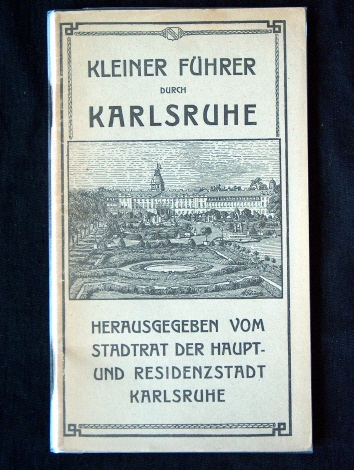 KLEINER FÜHRER
DURCH
KARLSRUHE
HERAUSGEGEBEN VOM
STADTRAT DER HAUPT-
UND RESIDENZSTADT
KARLSRUHE